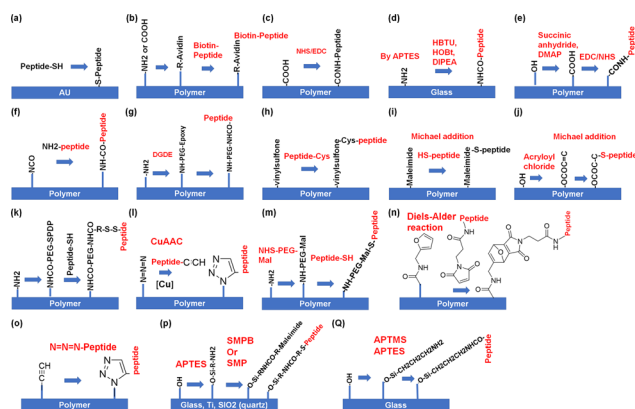 (a)
Peptide-SH
S-Peptide
AU
(b)
NH2 or COOH
-R-Avidin
Biotin-Peptide
Biotin-Peptide
R-Avidin
Polymer
(c)
NHS/EDC
-COOH
CONH-Peptide
Polymer
(d)
By APTES
NH2
HBTU,
HOBt,
DIPEA
NHCO-Peptide
Glass
(e)
Succinic
anhydride,
DMAP
OH
COOH
EDC/NHS
-CONH-Peptide
Polymer
(f)
NH2-peptide
NCO
NH-CO-Peptide
Polymer
(g)
DGDE
-NH2
NH-PEG-Epoxy
Peptide
NH-PEG-NHCO-
Polymer
(h)
-vinylsulfone
Peptide-Cys
-vinylsulfone
-Cys-peptide
Polymer
(i)
Michael addition
-Maleimide
HS-peptide
-Maleimide
-S-peptide
Polymer
(j)
Michael addition
Acryloyl
chloride
-OH
OCOC=C
OCOCC
-S-peptide
Polymer
(k)
NH2
NHCO-PEG-SPDP
Peptide-SH
NHCO-PEG-NHCO
-R-S-S-
Peptide
Polymer
(l)
CuAAC
N=N=N
Peptide-C≡CH
[Cu]
N
N
N
peptide
Polymer
(m)
NHS-PEG-
Mal
-NH2
NH-PEG-Mal
Peptide-SH
-NH-PEG-Mal-S-Peptide
Polymer
(n)
Diels-Alder
reaction
Peptide
Peptide
Polymer
(o)
N=N=N-Peptide
N
N
N
peptide
Polymer
(p)
APTES
OH
O-Si-R-NH2
SMPB
Or
SMP
O-Si-RNHCO-R-Maleimide
O-Si-R-NHCO-R-S-Peptide
Glass, Ti, SIO2 (quartz)
(Q)
APTMS
APTES
OH
O-Si-CH2CH2CH2NH2
O-Si-CH2CH2CH2NHCO-
Peptide
Glass